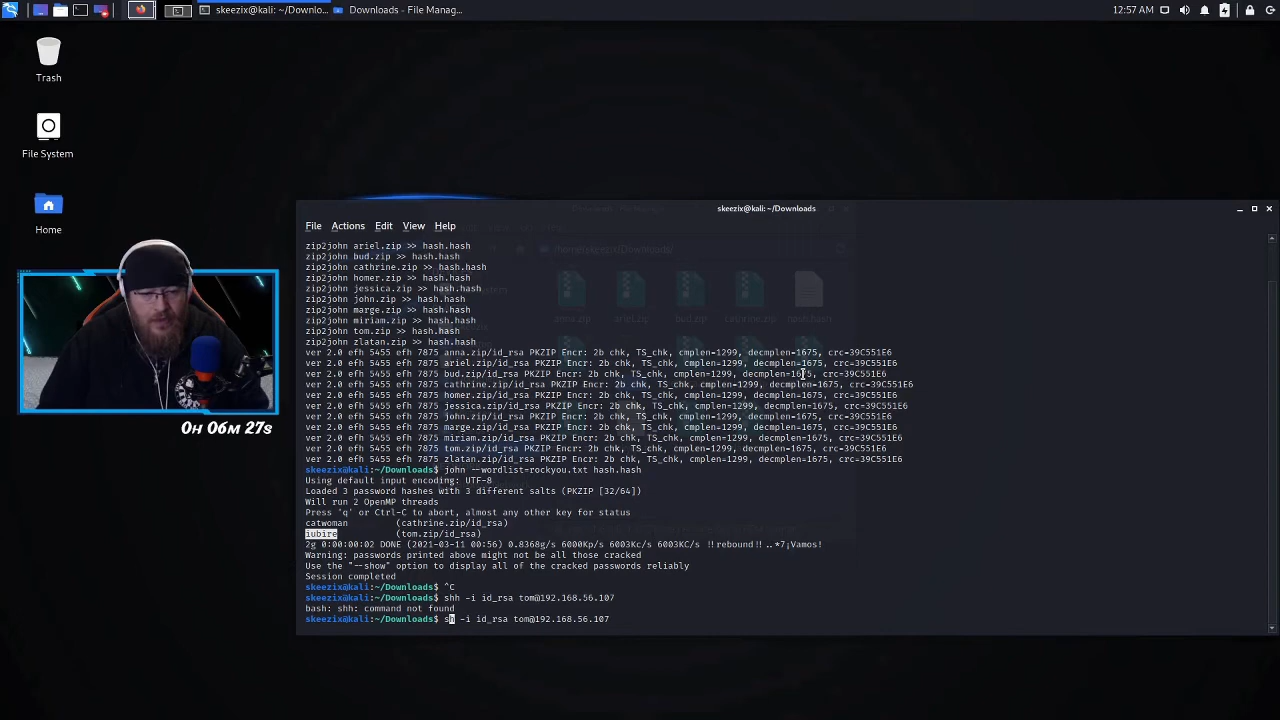 skeezix@kali: ~/Downlo...
Downloads - File Manag...
12:57 AM
Trash
File System
Home
skeezix@kali: ~/Downloads
File Actions Edit View Help
zip2john ariel.zip >> hash.hash
zip2john bud.zip >> hash.hash
zip2john cathrine.zip >> hash.hash
zip2john homer.zip >> hash.hash
zip2john jessica.zip >> hash.hash
zip2john john.zip >> hash.hash
zip2john marge.zip >> hash.hash
zip2john miriam.zip >> hash.hash
zip2john tom.zip >> hash.hash
zip2john zlatan.zip >> hash.hash
ver 2.0 efh 5455 efh 7875 anna.zip/id_rsa PKZIP Encr: 2b chk, TS_chk, cmplen=1299, decmplen=1675, crc=39C551E6
ver 2.0 efh 5455 efh 7875 ariel.zip/id_rsa PKZIP Encr: 2b chk, TS_chk, cmplen=1299, decmplen=1675, crc=39C551E6
ver 2.0 efh 5455 efh 7875 bud.zip/id_rsa PKZIP Encr: 2b chk, TS_chk, cmplen=1299, decmplen=1675, crc=39C551E6
ver 2.0 efh 5455 efh 7875 cathrine.zip/id_rsa PKZIP Encr: 2b chk, TS_chk, cmplen=1299, decmplen=1675, crc=39C551E6
ver 2.0 efh 5455 efh 7875 homer.zip/id_rsa PKZIP Encr: 2b chk, TS_chk, cmplen=1299, decmplen=1675, crc=39C551E6
ver 2.0 efh 5455 efh 7875 jessica.zip/id_rsa PKZIP Encr: 2b chk, TS_chk, cmplen=1299, decmplen=1675, crc=39C551E6
ver 2.0 efh 5455 efh 7875 john.zip/id_rsa PKZIP Encr: 2b chk, TS_chk, cmplen=1299, decmplen=1675, crc=39C551E6
ver 2.0 efh 5455 efh 7875 marge.zip/id_rsa PKZIP Encr: 2b chk, TS_chk, cmplen=1299, decmplen=1675, crc=39C551E6
ver 2.0 efh 5455 efh 7875 miriam.zip/id_rsa PKZIP Encr: 2b chk, TS_chk, cmplen=1299, decmplen=1675, crc=39C551E6
ver 2.0 efh 5455 efh 7875 tom.zip/id_rsa PKZIP Encr: 2b chk, TS_chk, cmplen=1299, decmplen=1675, crc=39C551E6
ver 2.0 efh 5455 efh 7875 zlatan.zip/id_rsa PKZIP Encr: 2b chk, TS_chk, cmplen=1299, decmplen=1675, crc=39C551E6
skeezix@kali:~/Downloads$ john --wordlist=rockyou.txt hash.hash
Using default input encoding: UTF-8
Loaded 3 password hashes with 3 different salts (PKZIP [32/64])
Will run 2 OpenMP threads
Press 'q' or Ctrl-C to abort, almost any other key for status
catwoman (cathrine.zip/id_rsa)
iubire (tom.zip/id_rsa)
2g 0:00:00:02 DONE (2021-03-11 00:56) 0.8368g/s 6000Kp/s 6003Kc/s 6003KC/s !!rebound!!..*7¡Vamos!
Warning: passwords printed above might not be all those cracked
Use the "--show" option to display all of the cracked passwords reliably
Session completed
skeezix@kali:~/Downloads$ ^C
skeezix@kali:~/Downloads$ shh -i id_rsa tom@192.168.56.107
bash: shh: command not found
skeezix@kali:~/Downloads$ sh -i id_rsa tom@192.168.56.107
0H 06M 27S